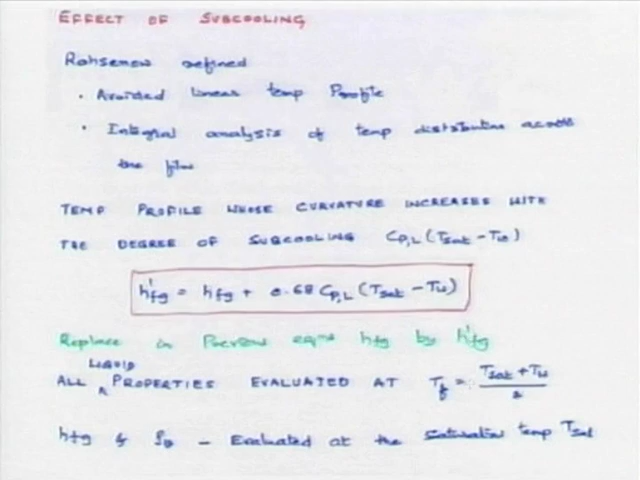 EFFECT OF SUBCOOLING
Rohsenow refined
• Avoided linear temp Profile
• Integral analysis of temp distribution across
the film
TEMP PROFILE WHOSE CURVATURE INCREASES WITH
THE DEGREE OF SUBCOOLING Cp,L (Tsat - Tw)
h'fg = hfg + 0.68 Cp,L (Tsat - Tw)
Replace in Previous eqns hfg by h'fg
ALL LIQUID PROPERTIES EVALUATED AT Tf = (Tsat + Tw)/2
hfg & - Evaluated at the saturation temp Tsat